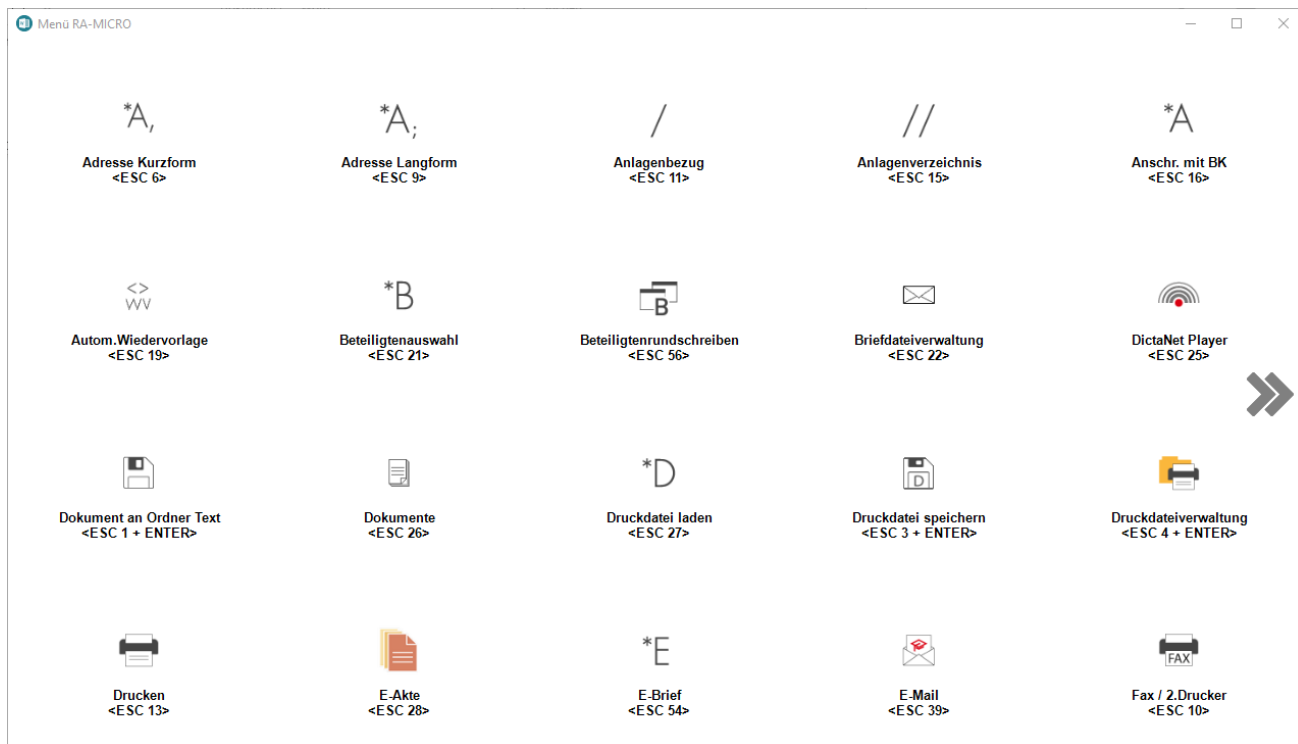 Menü RA-MICRO
*A,
*A;
/
//
*A
Adresse Kurzform
<ESC 6>
Adresse Langform
<ESC 9>
Anlagenbezug
<ESC 11>
Anlagenverzeichnis
<ESC 15>
Anschr. mit BK
<ESC 16>
<>
WV
*B
B
Autom.Wiedervorlage
<ESC 19>
Beteiligtenauswahl
<ESC 21>
Beteiligtenrundschreiben
<ESC 56>
Briefdateiverwaltung
<ESC 22>
DictaNet Player
<ESC 25>
*D
D
Dokument an Ordner Text
<ESC 1 + ENTER>
Dokumente
<ESC 26>
Druckdatei laden
<ESC 27>
Druckdatei speichern
<ESC 3 + ENTER>
Druckdateiverwaltung
<ESC 4 + ENTER>
*E
FAX
Drucken
<ESC 13>
E-Akte
<ESC 28>
E-Brief
<ESC 54>
E-Mail
<ESC 39>
Fax / 2.Drucker
<ESC 10>